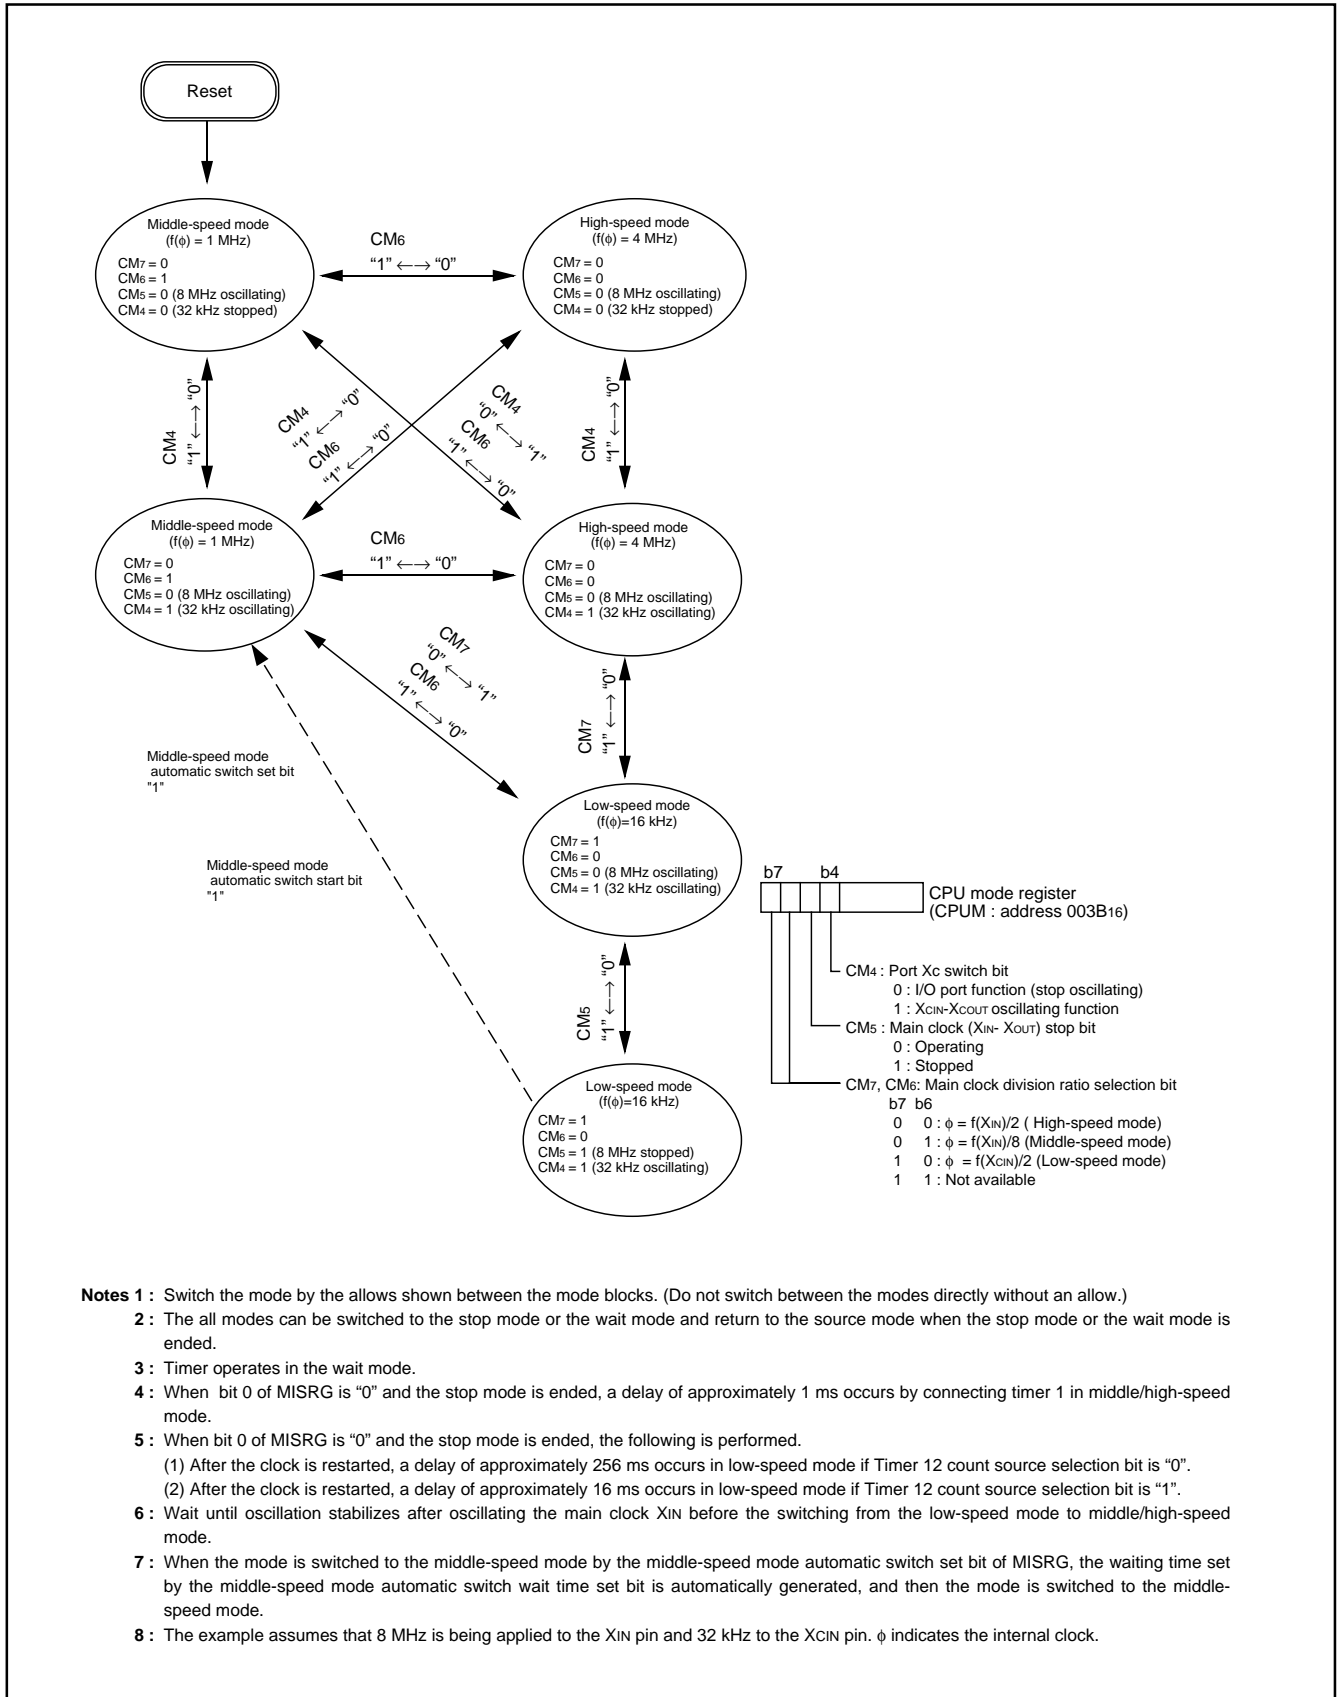 Reset
Middle-speed mode
(f(ϕ) = 1 MHz)
CM7 = 0
CM6 = 1
CM5 = 0 (8 MHz oscillating)
CM4 = 0 (32 kHz stopped)
CM6
“1” ←→ “0”
High-speed mode
(f(ϕ) = 4 MHz)
CM7 = 0
CM6 = 0
CM5 = 0 (8 MHz oscillating)
CM4 = 0 (32 kHz stopped)
CM4
“1” ←→ “0”
CM4
“1” ←→ “0”
CM6
“1” ←→ “0”
CM4
“0” ←→ “1”
CM6
“1” ←→ “0”
CM4
“1” ←→ “0”
Middle-speed mode
(f(ϕ) = 1 MHz)
CM7 = 0
CM6 = 1
CM5 = 0 (8 MHz oscillating)
CM4 = 1 (32 kHz oscillating)
CM6
“1” ←→ “0”
High-speed mode
(f(ϕ) = 4 MHz)
CM7 = 0
CM6 = 0
CM5 = 0 (8 MHz oscillating)
CM4 = 1 (32 kHz oscillating)
CM7
“0” ←→ “1”
CM6
“1” ←→ “0”
CM7
“1” ←→ “0”
Middle-speed mode
automatic switch set bit
"1"
Middle-speed mode
automatic switch start bit
"1"
Low-speed mode
(f(ϕ)=16 kHz)
CM7 = 1
CM6 = 0
CM5 = 0 (8 MHz oscillating)
CM4 = 1 (32 kHz oscillating)
CM5
“1” ←→ “0”
Low-speed mode
(f(ϕ)=16 kHz)
CM7 = 1
CM6 = 0
CM5 = 1 (8 MHz stopped)
CM4 = 1 (32 kHz oscillating)
b7 b4
CPU mode register
(CPUM : address 003B16)
CM4 : Port Xc switch bit
0 : I/O port function (stop oscillating)
1 : XCIN-XCOUT oscillating function
CM5 : Main clock (XIN- XOUT) stop bit
0 : Operating
1 : Stopped
CM7, CM6: Main clock division ratio selection bit
b7 b6
0 0 : ϕ = f(XIN)/2 ( High-speed mode)
0 1 : ϕ = f(XIN)/8 (Middle-speed mode)
1 0 : ϕ = f(XCIN)/2 (Low-speed mode)
1 1 : Not available
Notes 1 : Switch the mode by the allows shown between the mode blocks. (Do not switch between the modes directly without an allow.)
2 : The all modes can be switched to the stop mode or the wait mode and return to the source mode when the stop mode or the wait mode is
ended.
3 : Timer operates in the wait mode.
4 : When bit 0 of MISRG is “0” and the stop mode is ended, a delay of approximately 1 ms occurs by connecting timer 1 in middle/high-speed
mode.
5 : When bit 0 of MISRG is “0” and the stop mode is ended, the following is performed.
(1) After the clock is restarted, a delay of approximately 256 ms occurs in low-speed mode if Timer 12 count source selection bit is “0”.
(2) After the clock is restarted, a delay of approximately 16 ms occurs in low-speed mode if Timer 12 count source selection bit is “1”.
6 : Wait until oscillation stabilizes after oscillating the main clock XIN before the switching from the low-speed mode to middle/high-speed
mode.
7 : When the mode is switched to the middle-speed mode by the middle-speed mode automatic switch set bit of MISRG, the waiting time set
by the middle-speed mode automatic switch wait time set bit is automatically generated, and then the mode is switched to the middle-
speed mode.
8 : The example assumes that 8 MHz is being applied to the XIN pin and 32 kHz to the XCIN pin. ϕ indicates the internal clock.